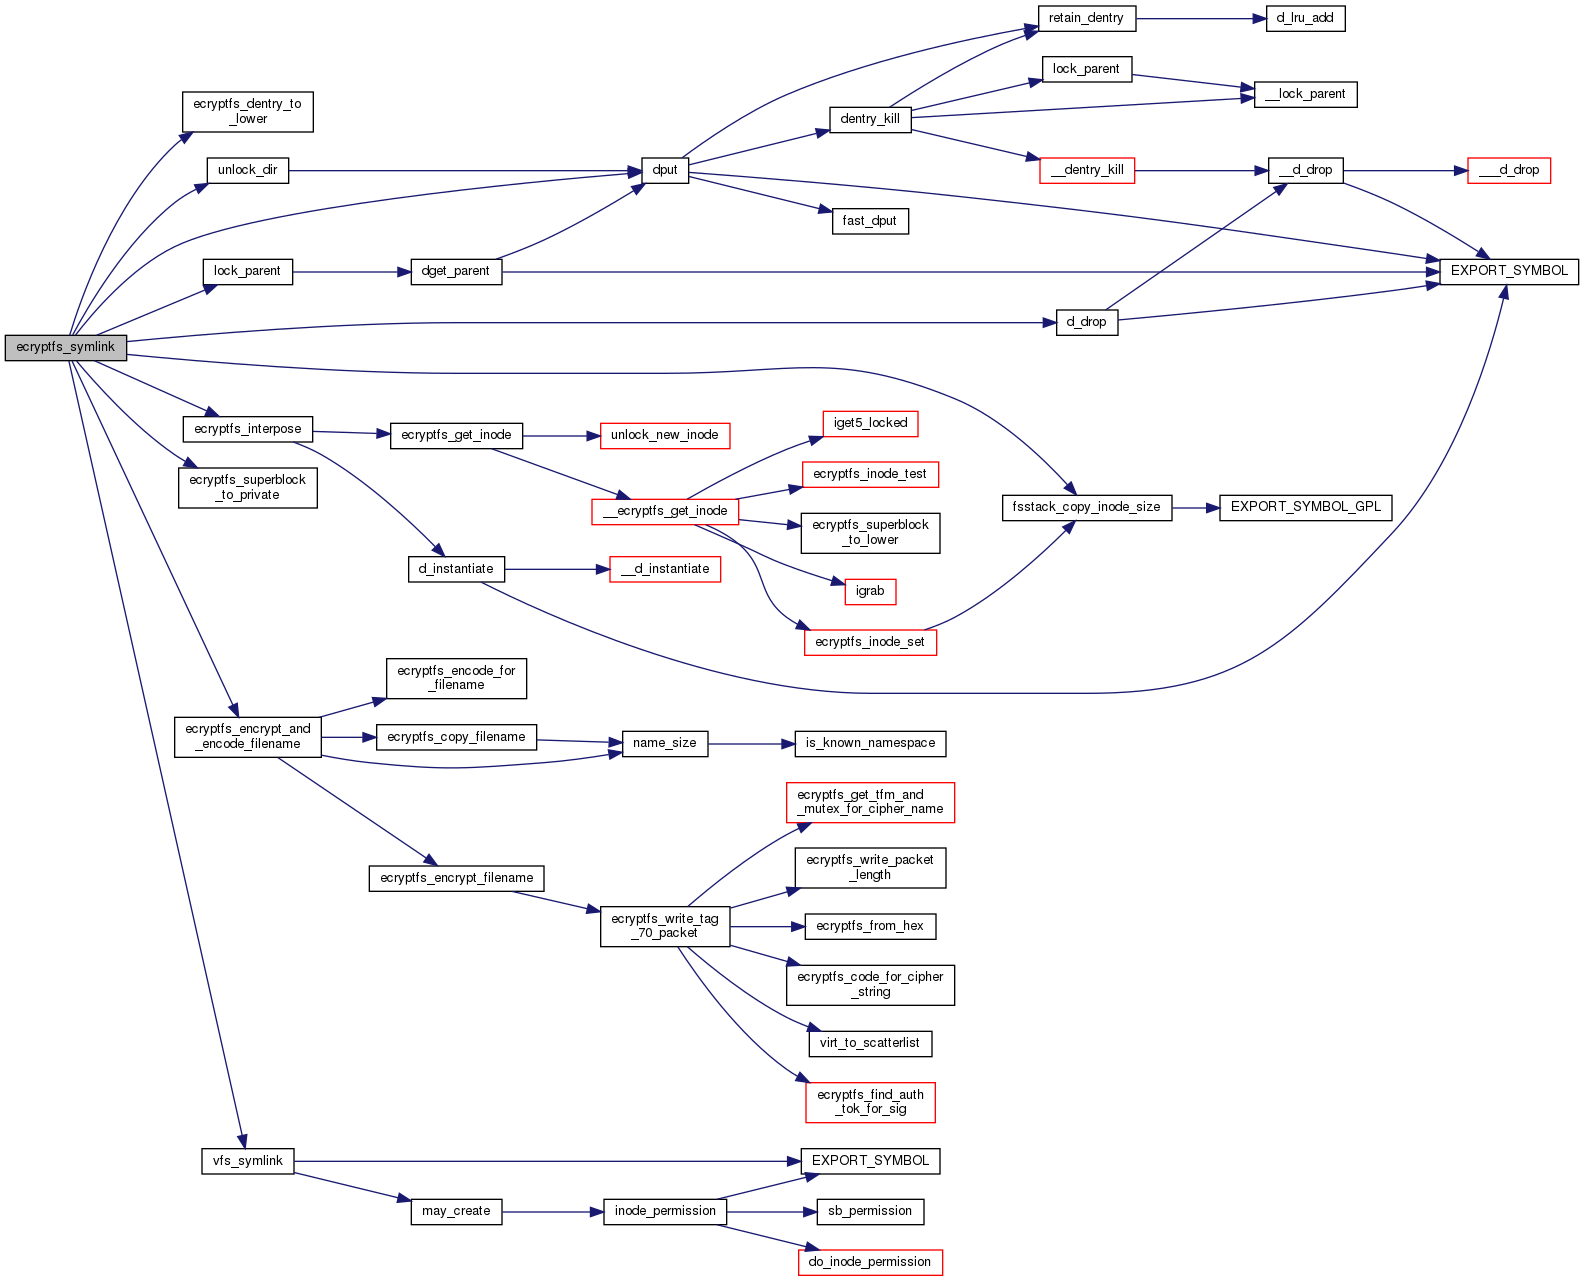 retain_dentry
d_lru_add
lock_parent
__lock_parent
ecryptfs_dentry_to
_lower
dentry_kill
unlock_dir
dput
__dentry_kill
__d_drop
___d_drop
fast_dput
lock_parent
dget_parent
EXPORT_SYMBOL
d_drop
ecryptfs_symlink
ecryptfs_interpose
ecryptfs_get_inode
unlock_new_inode
iget5_locked
ecryptfs_superblock
_to_private
ecryptfs_inode_test
__ecryptfs_get_inode
fsstack_copy_inode_size
EXPORT_SYMBOL_GPL
ecryptfs_superblock
_to_lower
d_instantiate
__d_instantiate
igrab
ecryptfs_inode_set
ecryptfs_encode_for
_filename
ecryptfs_encrypt_and
_encode_filename
ecryptfs_copy_filename
name_size
is_known_namespace
ecryptfs_get_tfm_and
_mutex_for_cipher_name
ecryptfs_write_packet
_length
ecryptfs_encrypt_filename
ecryptfs_write_tag
_70_packet
ecryptfs_from_hex
ecryptfs_code_for_cipher
_string
virt_to_scatterlist
ecryptfs_find_auth
_tok_for_sig
vfs_symlink
EXPORT_SYMBOL
may_create
inode_permission
sb_permission
do_inode_permission